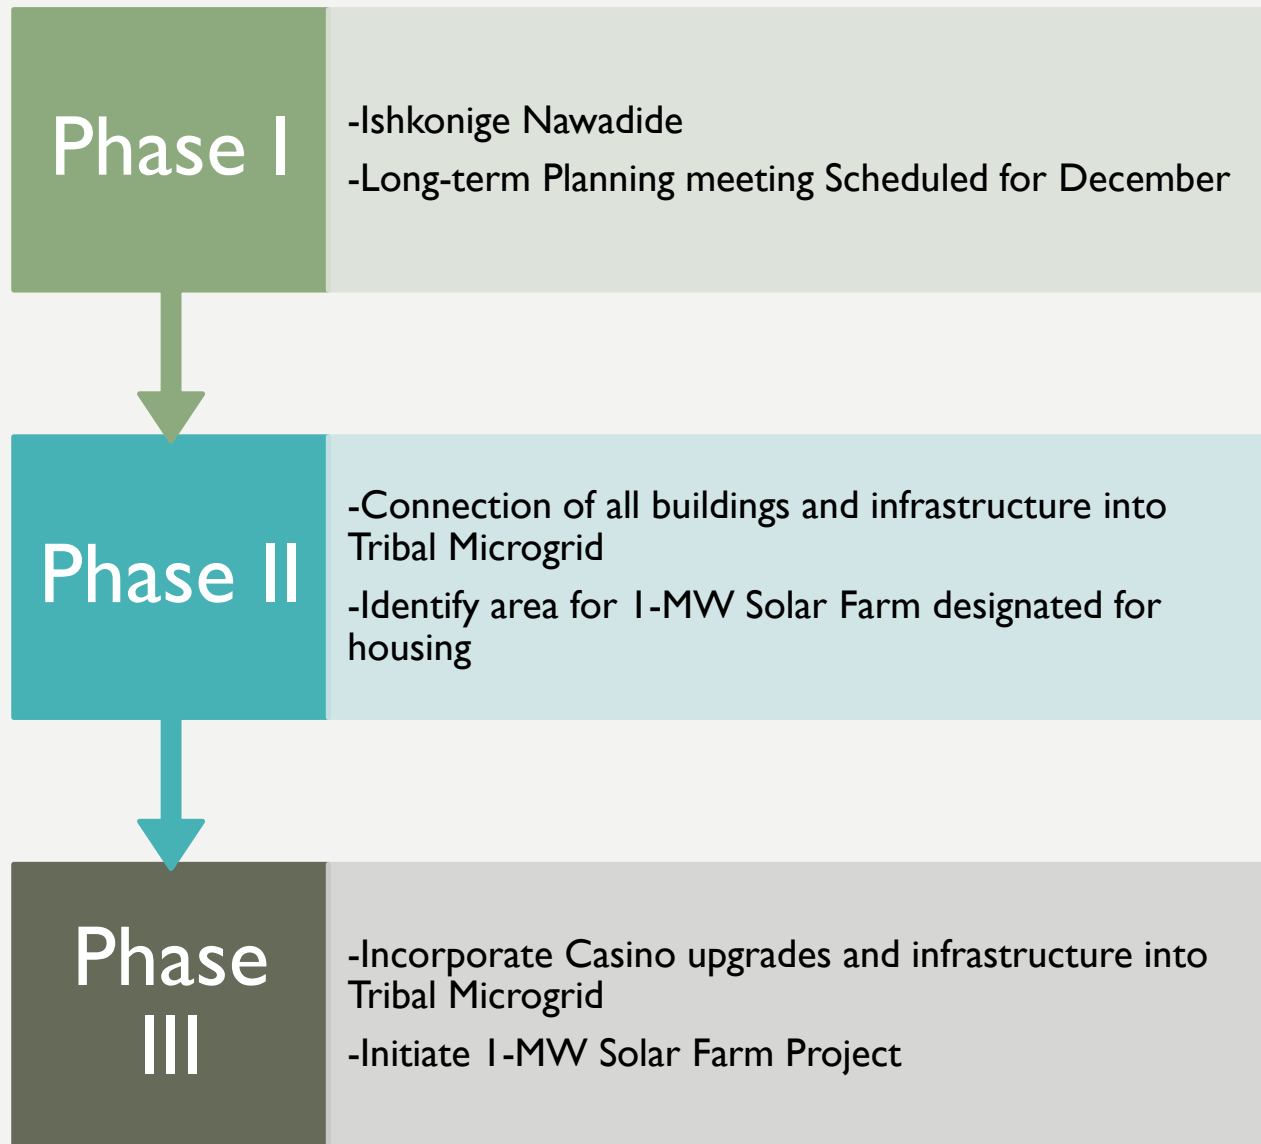 Phase I
-Ishkonige Nawadide
-Long-term Planning meeting Scheduled for December
Phase II
-Connection of all buildings and infrastructure into
Tribal Microgrid
-Identify area for 1-MW Solar Farm designated for
housing
Phase
III
-Incorporate Casino upgrades and infrastructure into
Tribal Microgrid
-Initiate 1-MW Solar Farm Project